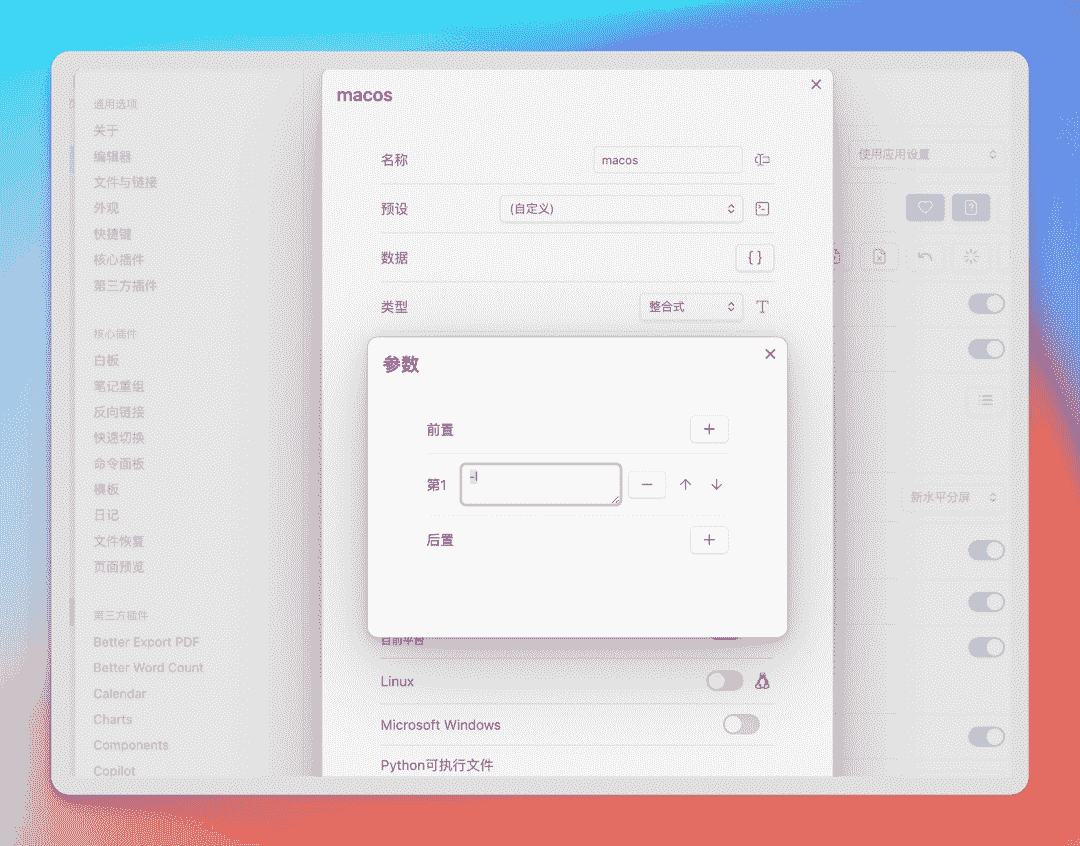 通用选项
关于
编辑器
文件与链接
外观
快捷键
核心插件
第三方插件
核心插件
白板
笔记重组
反向链接
快速切换
命令面板
模板
日记
文件恢复
页面预览
第三方插件
Better Export PDF
Better Word Count
Calendar
Charts
Components
Copilot
macos
名称
macos
预设
(自定义)
数据
{ }
类型
整合式
参数
前置
第1
后置
目前平台
Linux
Microsoft Windows
Python可执行文件
使用应用设置
新水平分屏